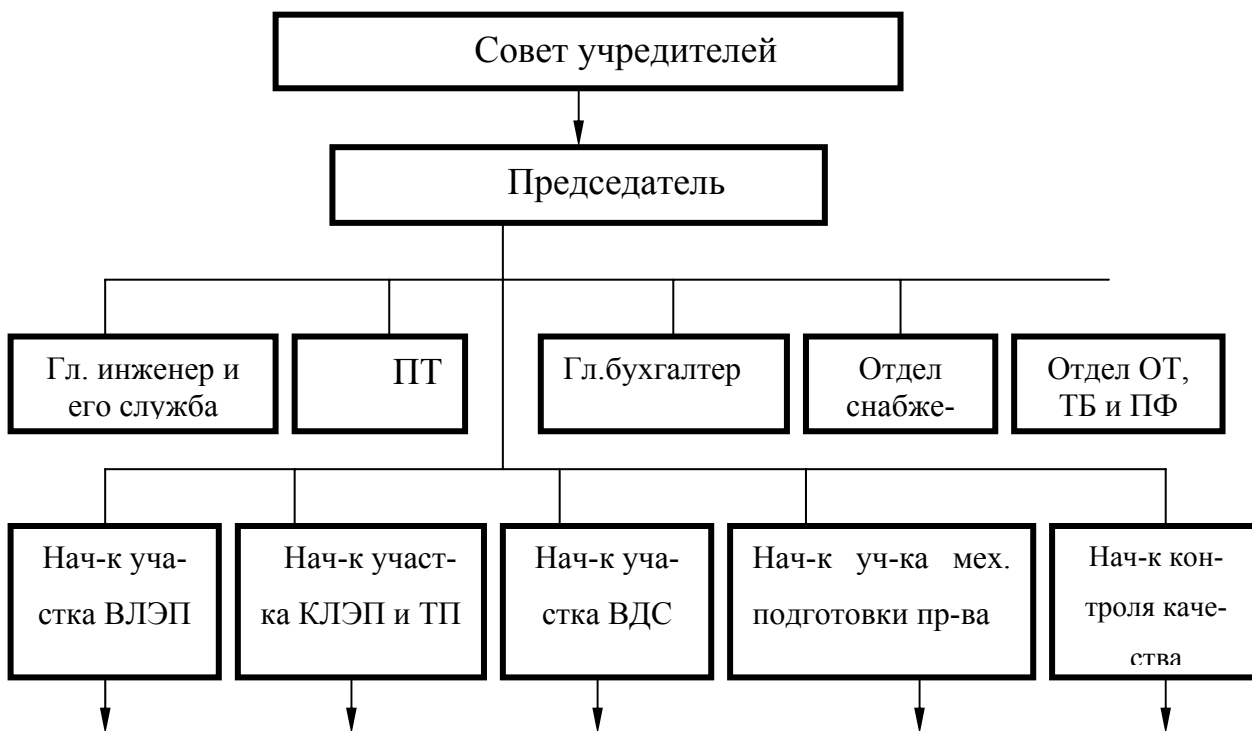 Совет учредителей
Председатель
Гл. инженер и
его служба
ПТ
Гл.бухгалтер
Отдел
снабже-
Отдел ОТ,
ТБ и ПФ
Нач-к уча-
стка ВЛЭП
Нач-к участ-
ка КЛЭП и ТП
Нач-к уча-
стка ВДС
Нач-к уч-ка мех.
подготовки пр-ва
Нач-к кон-
троля каче-
ства